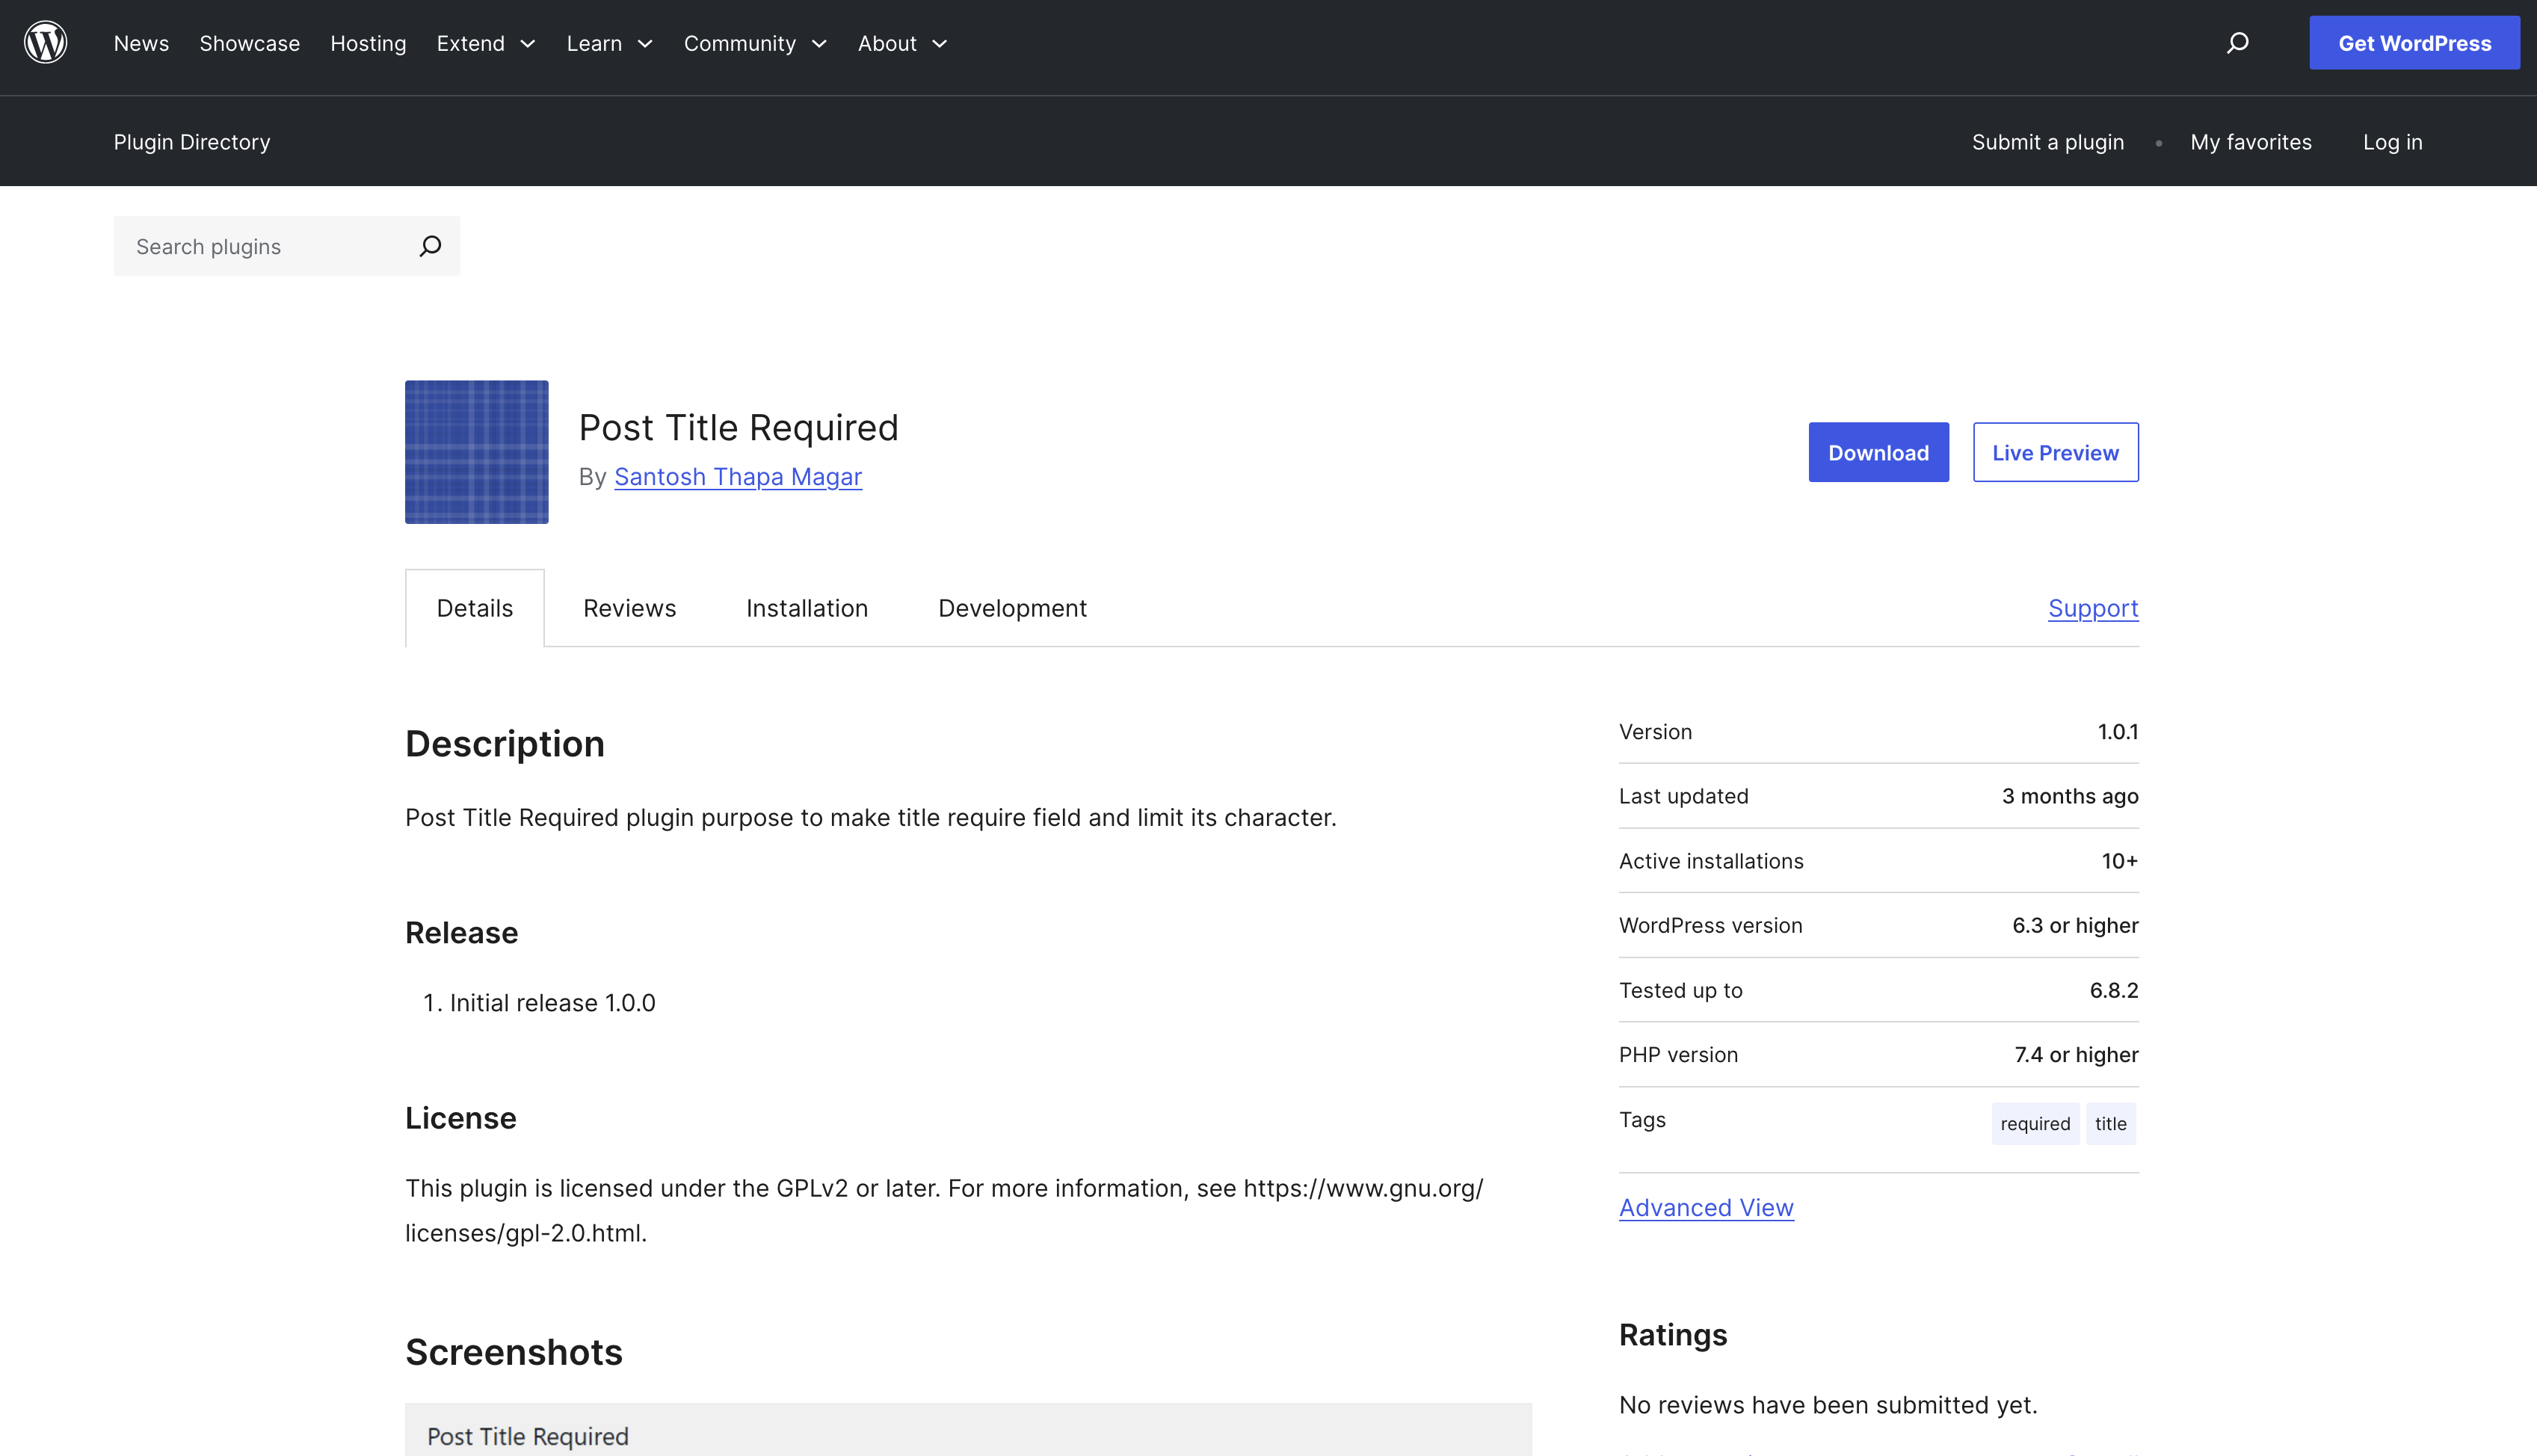 News Showcase Hosting Extend Learn Community About Get WordPress
Plugin Directory Submit a plugin • My favorites Log in
Search plugins
Post Title Required
By Santosh Thapa Magar
Download Live Preview
Details Reviews Installation Development Support
Description
Post Title Required plugin purpose to make title require field and limit its character.
Release
1. Initial release 1.0.0
License
This plugin is licensed under the GPLv2 or later. For more information, see https://www.gnu.org/
licenses/gpl-2.0.html.
Screenshots
Post Title Required
Version 1.0.1
Last updated 3 months ago
Active installations 10+
WordPress version 6.3 or higher
Tested up to 6.8.2
PHP version 7.4 or higher
Tags required title
Advanced View
Ratings
No reviews have been submitted yet.